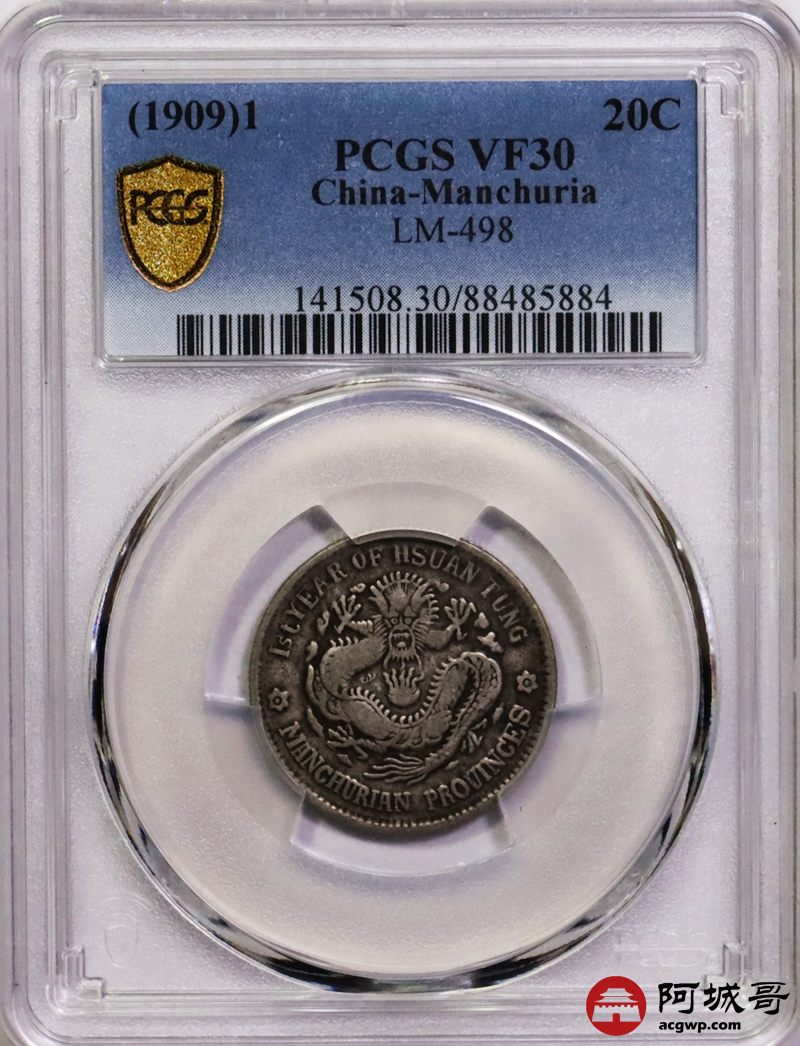 (1909)1 20C
PCGS VF30
China-Manchuria
LM-498
PCGS
141508.30/88485884
1st YEAR OF HSUAN TUNG
MANCHURIAN PROVINCES
阿城哥
acgwp.com